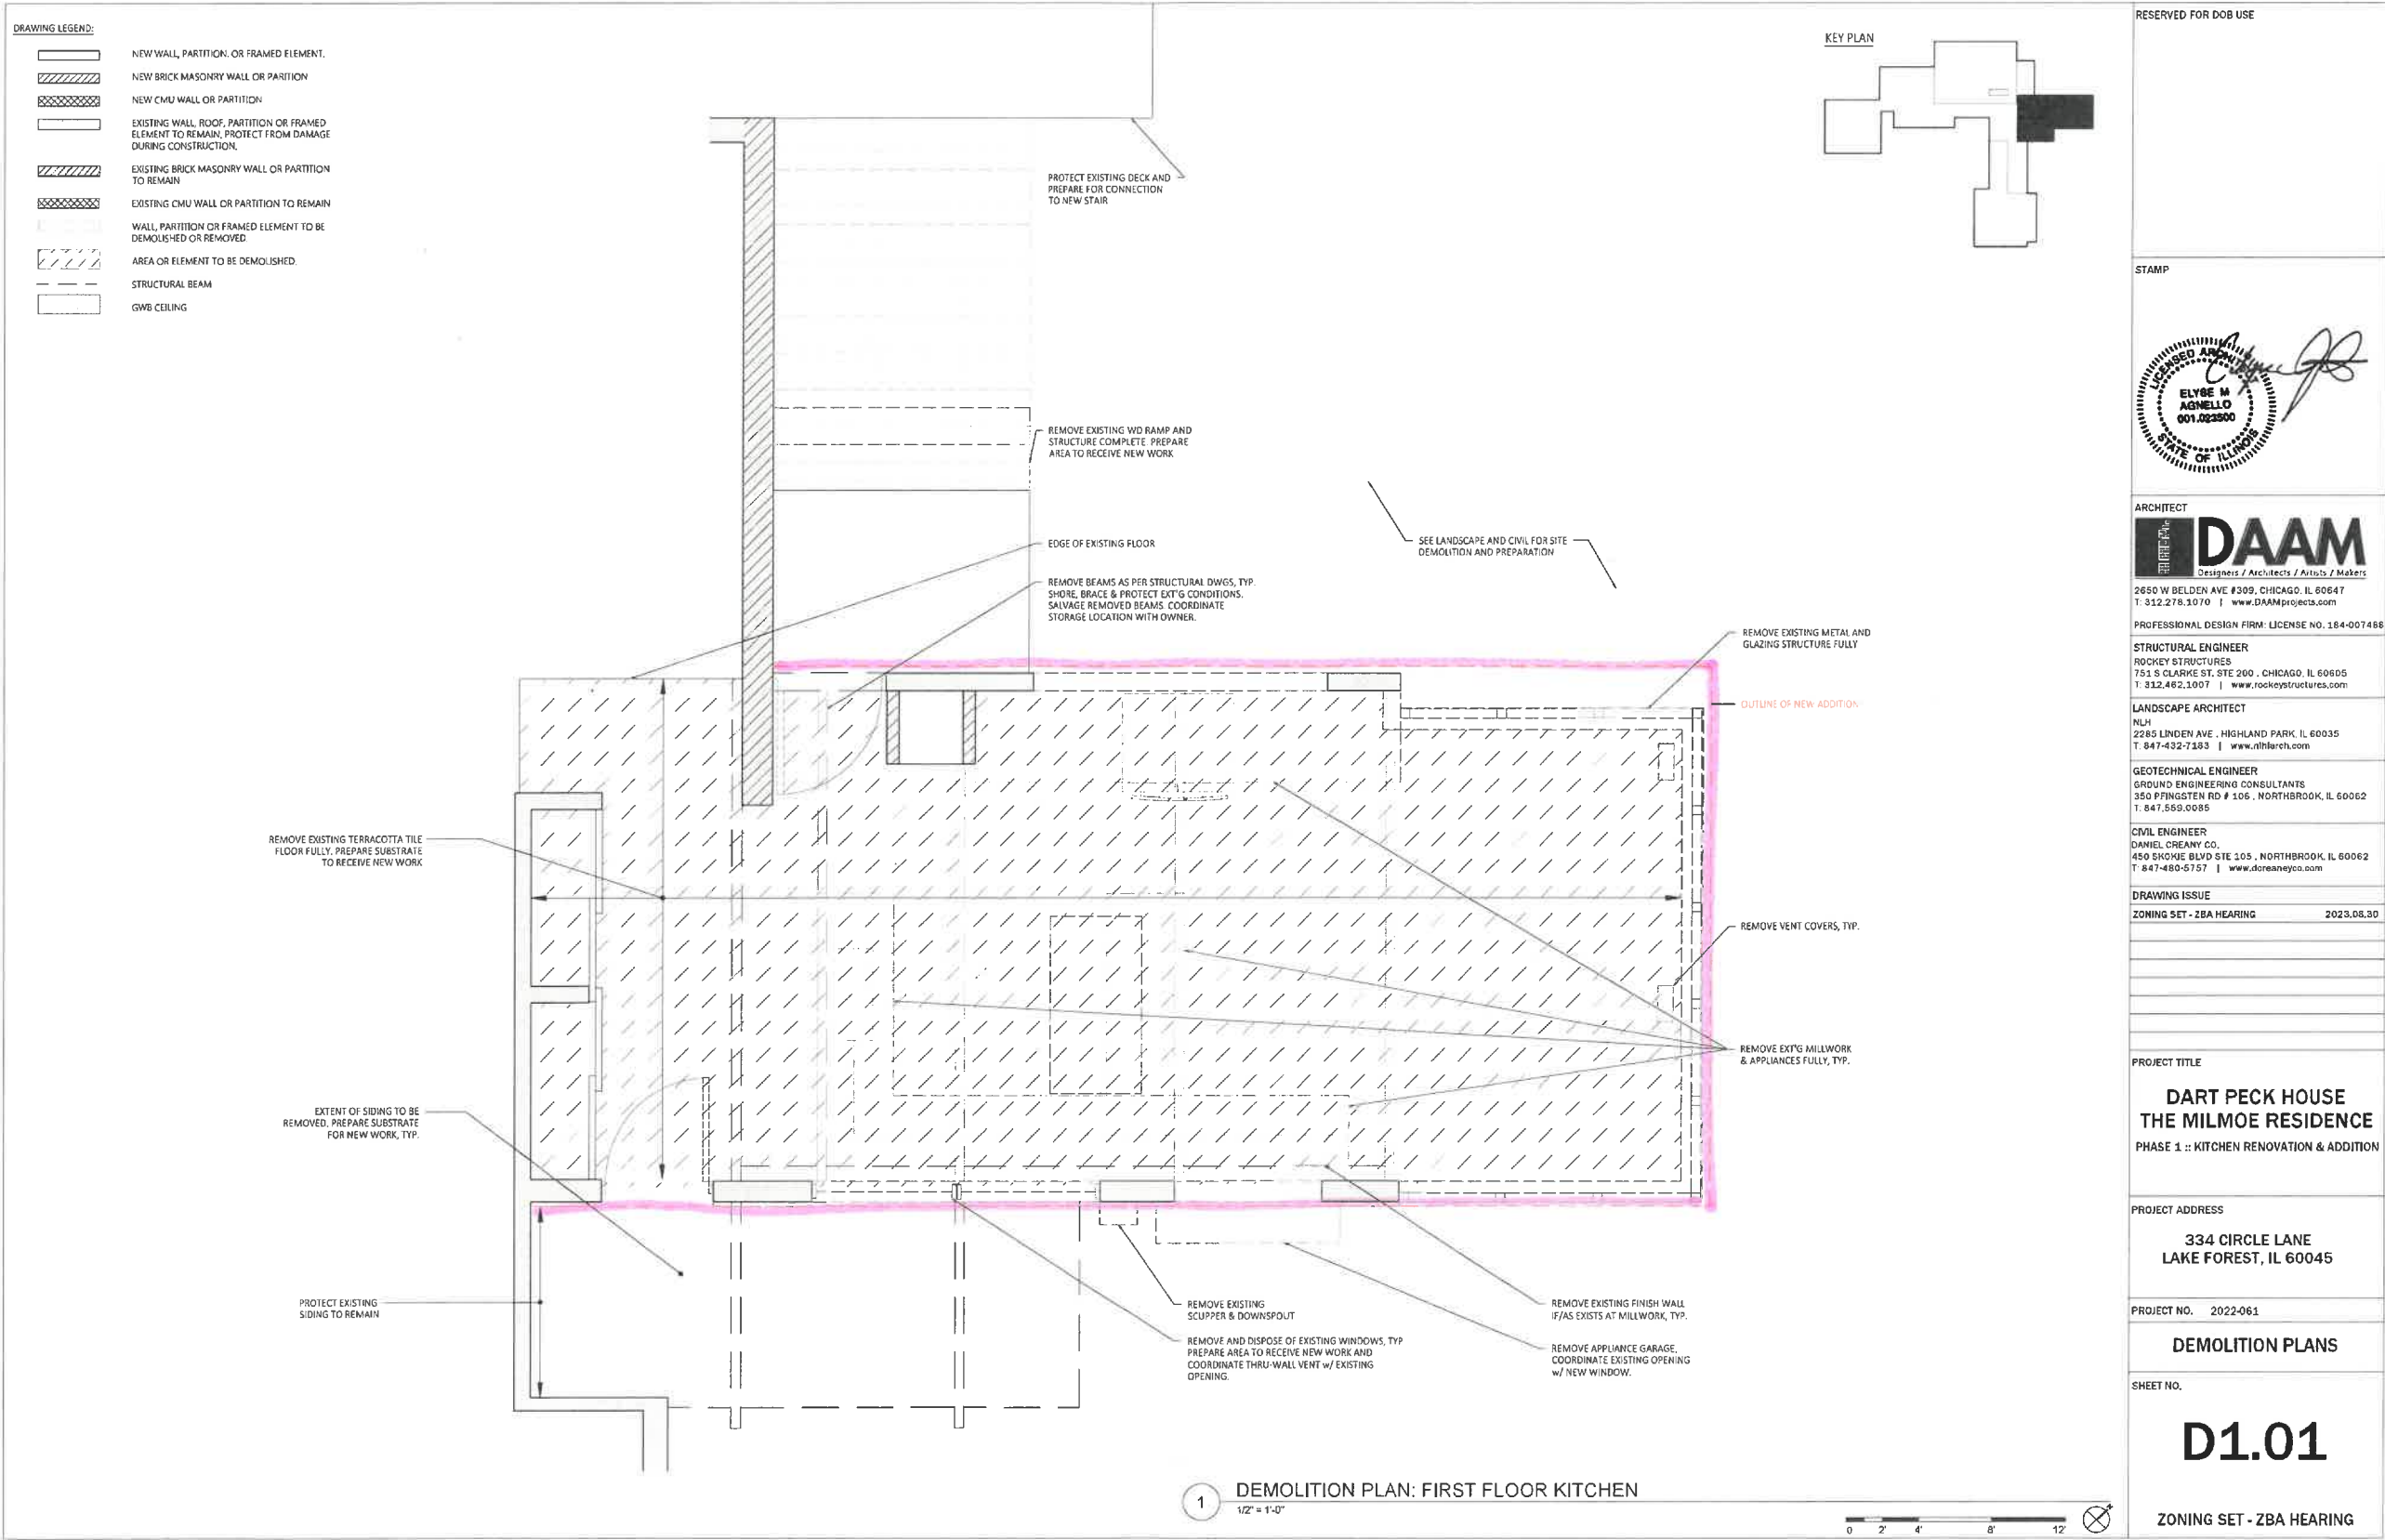 DRAWING LEGEND:
NEW WALL, PARTITION. OR FRAMED ELEMENT.
NEW BRICK MASONRY WALL OR PARITION
NEW CMU WALL OR PARTITION
EXISTING WALL, ROOF, PARTITION OR FRAMED
ELEMENT TO REMAIN, PROTECT FROM DAMAGE
DURING CONSTRUCTION.
EXISTING BRICK MASONRY WALL OR PARTITION
TO REMAIN
EXISTING CMU WALL OR PARTITION TO REMAIN
WALL, PARTITION OR FRAMED ELEMENT TO BE
DEMOLISHED OR REMOVED
AREA OR ELEMENT TO BE DEMOLISHED.
STRUCTURAL BEAM
GWB CEILING
KEY PLAN
PROTECT EXISTING DECK AND
PREPARE FOR CONNECTION
TO NEW STAIR
REMOVE EXISTING WD RAMP AND
STRUCTURE COMPLETE. PREPARE
AREA TO RECEIVE NEW WORK
EDGE OF EXISTING FLOOR
SEE LANDSCAPE AND CIVIL FOR SITE
DEMOLITION AND PREPARATION
REMOVE BEAMS AS PER STRUCTURAL DWGS, TYP.
SHORE, BRACE & PROTECT EXT'G CONDITIONS.
SALVAGE REMOVED BEAMS. COORDINATE
STORAGE LOCATION WITH OWNER.
REMOVE EXISTING METAL AND
GLAZING STRUCTURE FULLY
OUTLINE OF NEW ADDITION
REMOVE EXISTING TERRACOTTA TILE
FLOOR FULLY. PREPARE SUBSTRATE
TO RECEIVE NEW WORK
REMOVE VENT COVERS, TYP.
REMOVE EXT'G MILLWORK
& APPLIANCES FULLY, TYP.
EXTENT OF SIDING TO BE
REMOVED. PREPARE SUBSTRATE
FOR NEW WORK, TYP.
PROTECT EXISTING
SIDING TO REMAIN
REMOVE EXISTING
SCUPPER & DOWNSPOUT
REMOVE AND DISPOSE OF EXISTING WINDOWS, TYP
PREPARE AREA TO RECEIVE NEW WORK AND
COORDINATE THRU-WALL VENT w/ EXISTING
OPENING.
REMOVE EXISTING FINISH WALL
IF/AS EXISTS AT MILLWORK, TYP.
REMOVE APPLIANCE GARAGE,
COORDINATE EXISTING OPENING
w/ NEW WINDOW.
1
DEMOLITION PLAN: FIRST FLOOR KITCHEN
1/2" = 1'-0"
0 2' 4' 8' 12'
RESERVED FOR DOB USE
STAMP
LICENSED ARCHITECT
ELYSE M
AGNELLO
001.023500
STATE OF ILLINOIS
ARCHITECT
DAAM
Designers / Architects / Artists / Makers
2650 W BELDEN AVE #309, CHICAGO, IL 60647
T: 312.278.1070 | www.DAAMprojects.com
PROFESSIONAL DESIGN FIRM: LICENSE NO. 184-007488
STRUCTURAL ENGINEER
ROCKEY STRUCTURES
751 S CLARKE ST. STE 200 . CHICAGO, IL 60605
T: 312.462.1007 | www.rockeystructures.com
LANDSCAPE ARCHITECT
NLH
2285 LINDEN AVE . HIGHLAND PARK, IL 60035
T: 847-432-7183 | www.nlhlarch.com
GEOTECHNICAL ENGINEER
GROUND ENGINEERING CONSULTANTS
350 PFINGSTEN RD # 106 . NORTHBROOK, IL 60062
T: 847.559.0085
CIVIL ENGINEER
DANIEL CREANY CO.
450 SKOKIE BLVD STE 105 . NORTHBROOK, IL 60062
T: 847-480-5757 | www.dcreaneyco.com
DRAWING ISSUE
ZONING SET - ZBA HEARING 2023.08.30
PROJECT TITLE
DART PECK HOUSE
THE MILMOE RESIDENCE
PHASE 1 :: KITCHEN RENOVATION & ADDITION
PROJECT ADDRESS
334 CIRCLE LANE
LAKE FOREST, IL 60045
PROJECT NO. 2022-061
DEMOLITION PLANS
SHEET NO.
D1.01
ZONING SET - ZBA HEARING